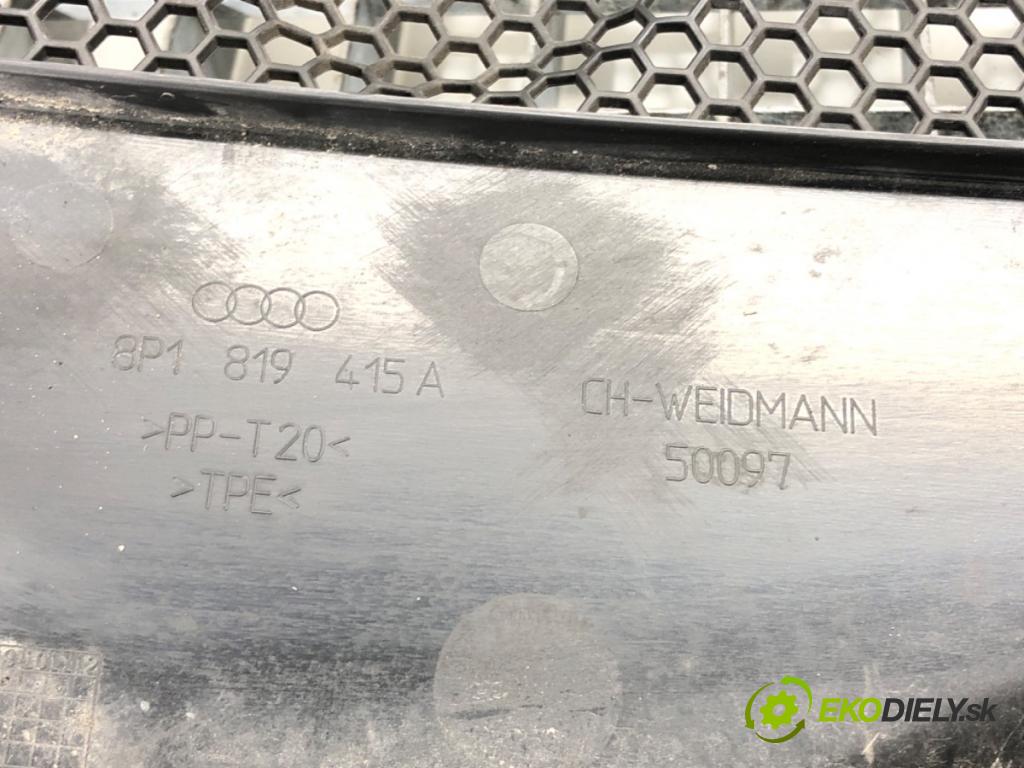 8P1 819 415 A
>PP-T20<
>TPE<
CH-WEIDMANN
50097
EKODIELY.sk